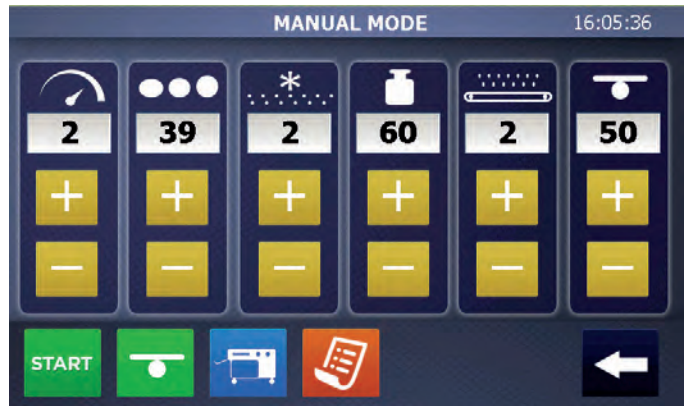 MANUAL MODE 16:05:36
2 39 2 60 2 50
+ + + + + +
− − − − − −
START